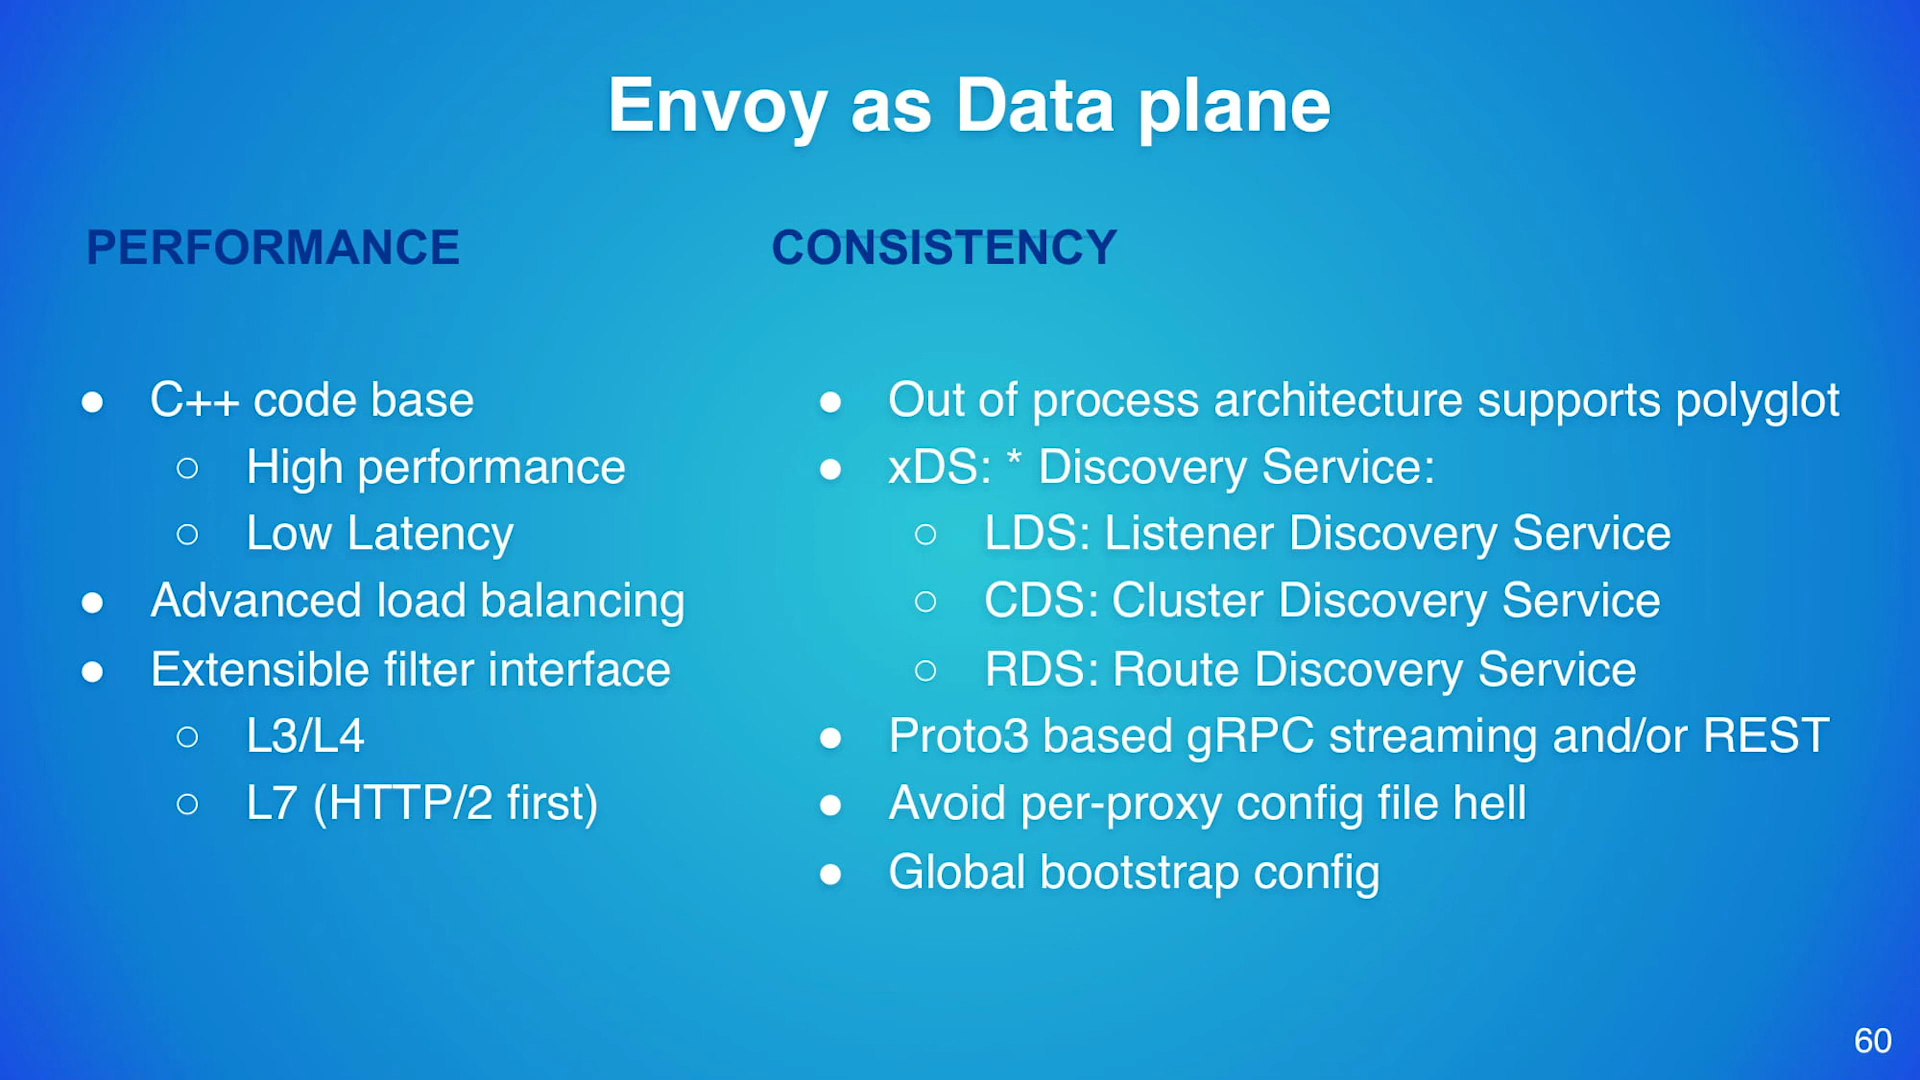 Envoy as Data plane
PERFORMANCE
● C++ code base
○ High performance
○ Low Latency
● Advanced load balancing
● Extensible filter interface
○ L3/L4
○ L7 (HTTP/2 first)
CONSISTENCY
● Out of process architecture supports polyglot
● xDS: * Discovery Service:
○ LDS: Listener Discovery Service
○ CDS: Cluster Discovery Service
○ RDS: Route Discovery Service
● Proto3 based gRPC streaming and/or REST
● Avoid per-proxy config file hell
● Global bootstrap config
60